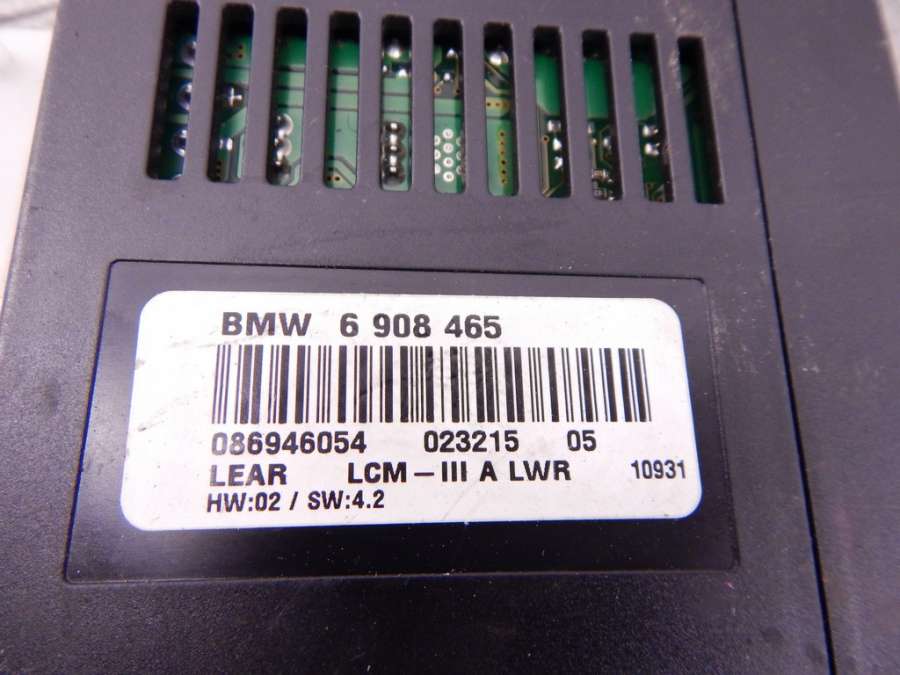 BMW 6 908 465
086946054 023215 05
LEAR LCM – III A LWR 10931
HW:02 / SW:4.2